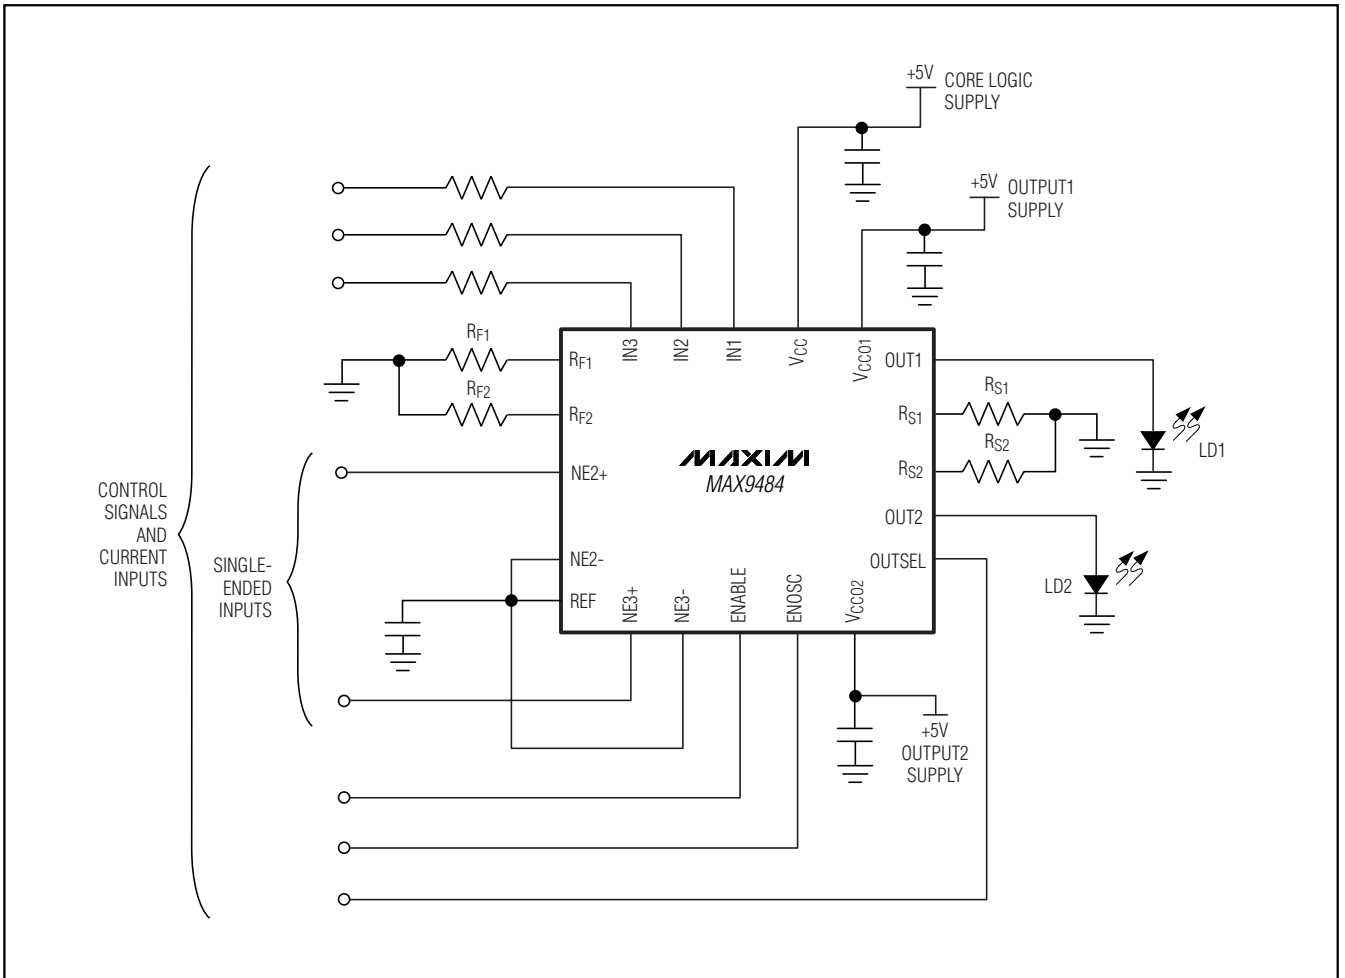 +5V
CORE LOGIC
SUPPLY
+5V
OUTPUT1
SUPPLY
RF1
RF2
IN3
IN2
IN1
VCC
VCCO1
RF1
RF2
NE2+
NE2-
REF
NE3+
NE3-
ENABLE
ENOSC
VCCO2
OUT1
RS1
RS2
OUT2
OUTSEL
MAXIM
MAX9484
RS1
RS2
LD1
LD2
CONTROL
SIGNALS
AND
CURRENT
INPUTS
SINGLE-
ENDED
INPUTS
+5V
OUTPUT2
SUPPLY